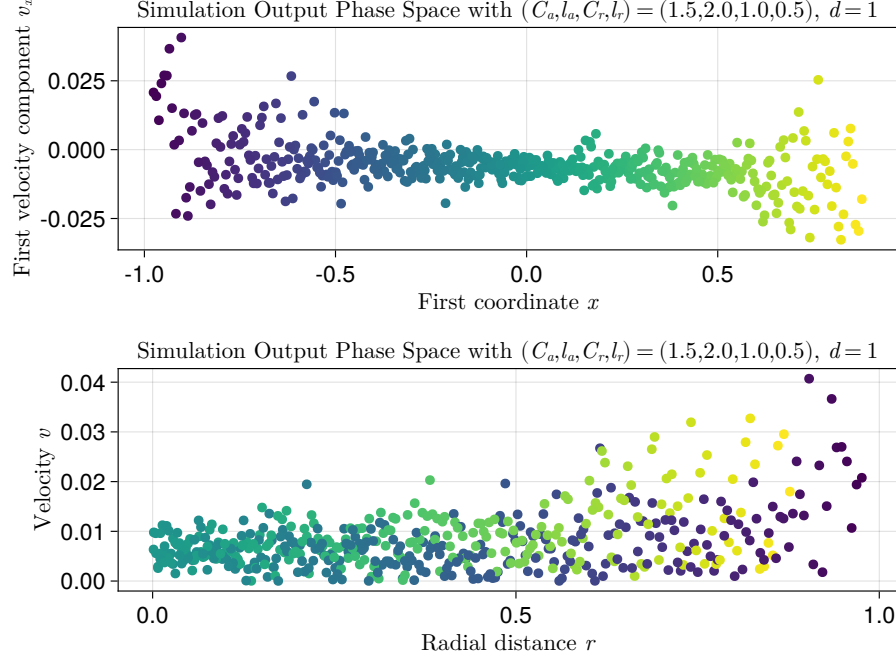 Simulation Output Phase Space with (Cₐ,lₐ,Cᵣ,lᵣ) = (1.5,2.0,1.0,0.5), d = 1
First velocity component vₓ
0.025
0.000
-0.025
-1.0 -0.5 0.0 0.5
First coordinate x
Simulation Output Phase Space with (Cₐ,lₐ,Cᵣ,lᵣ) = (1.5,2.0,1.0,0.5), d = 1
Velocity v
0.04
0.03
0.02
0.01
0.00
0.0 0.5 1.0
Radial distance r